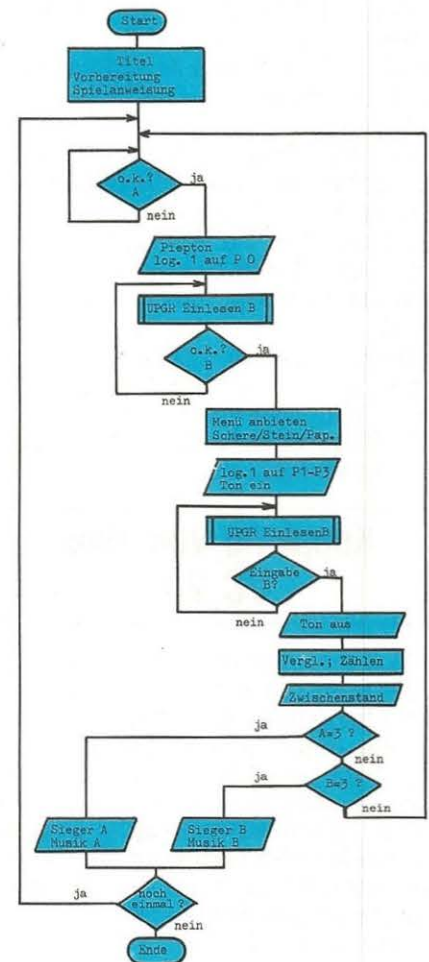 Start
Titel
Vorbereitung
Spielanweisung
o.k.?
A
ja
nein
Piepton
log. 1 auf P 0
UPGR Einlesen B
o.k.?
B
ja
nein
Menü anbieten
Schere/Stein/Pap.
log.1 auf P1-P3
Ton ein
UPGR EinlesenB
Eingabe
B?
ja
nein
Ton aus
Vergl.; Zählen
Zwischenstand
A=3 ?
ja
nein
B=3 ?
ja
nein
Sieger A
Musik A
Sieger B
Musik B
noch
einmal ?
ja
nein
Ende